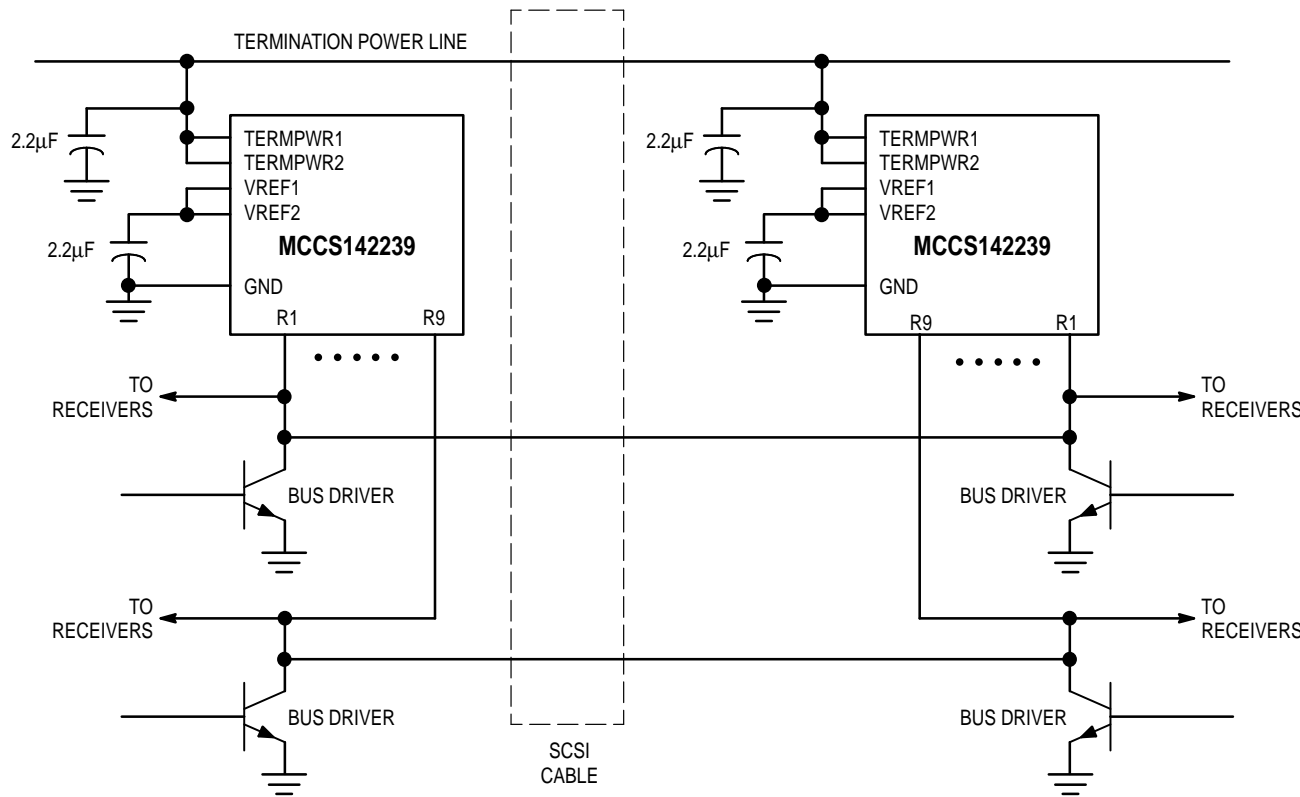 TERMINATION POWER LINE
2.2µF
TERMPWR1
TERMPWR2
VREF1
VREF2
2.2µF
MCCS142239
GND
R1
R9
2.2µF
TERMPWR1
TERMPWR2
VREF1
VREF2
2.2µF
MCCS142239
GND
R9
R1
TO
RECEIVERS
TO
RECEIVERS
BUS DRIVER
BUS DRIVER
TO
RECEIVERS
TO
RECEIVERS
BUS DRIVER
BUS DRIVER
SCSI
CABLE